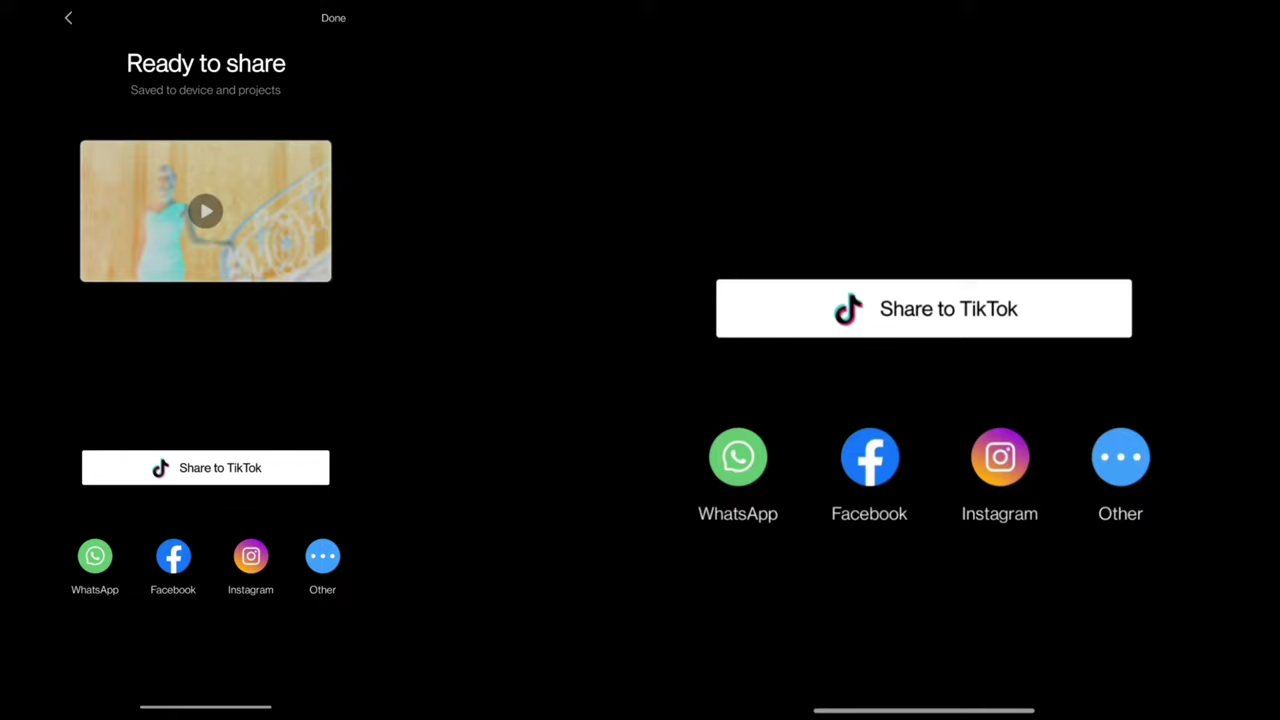 Done
Ready to share
Saved to device and projects
Share to TikTok
WhatsApp Facebook Instagram Other
Share to TikTok
WhatsApp Facebook Instagram Other